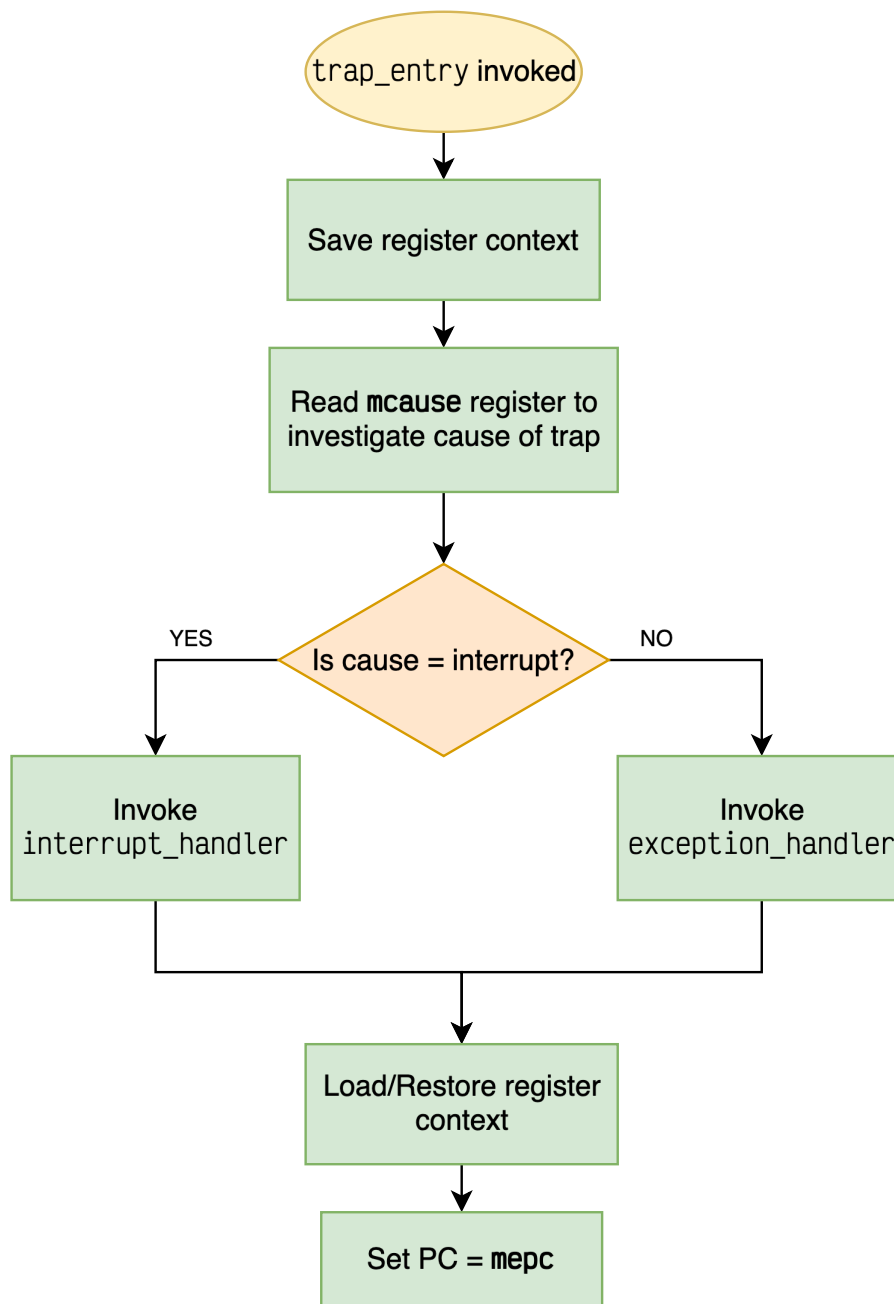 trap_entry invoked
Save register context
Read mcause register to
investigate cause of trap
YES
Is cause = interrupt?
NO
Invoke
interrupt_handler
Invoke
exception_handler
Load/Restore register
context
Set PC = mepc